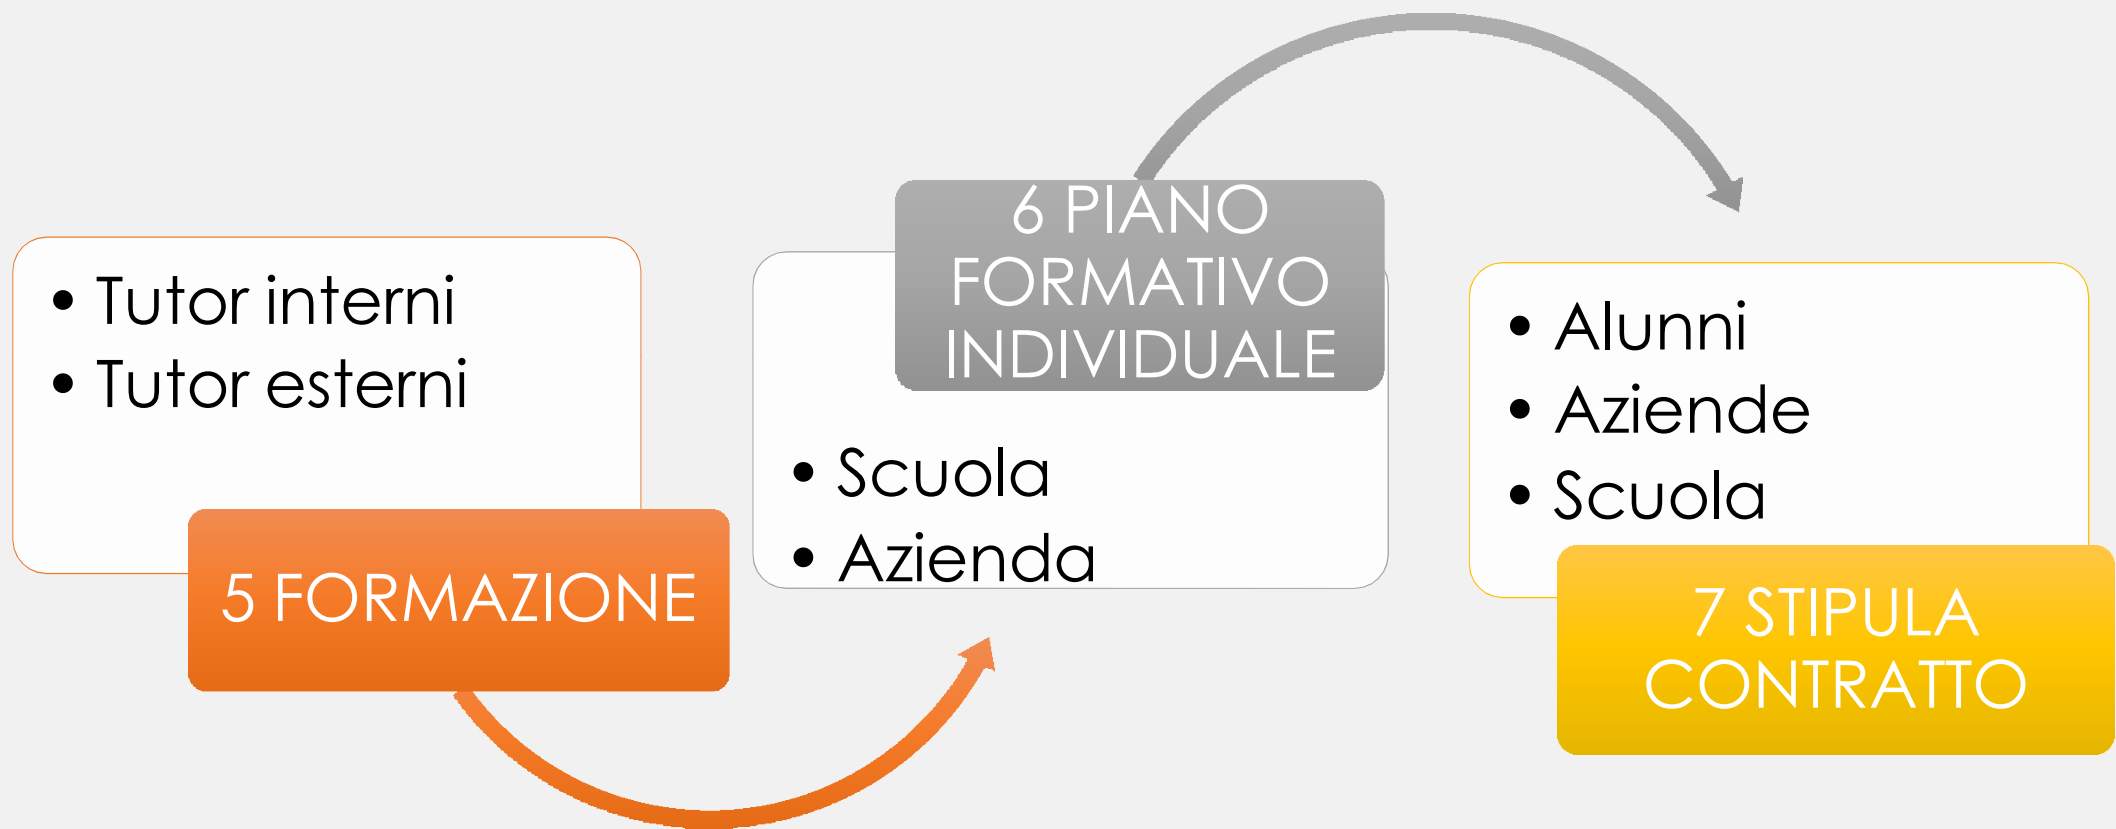 • Tutor interni
• Tutor esterni
5 FORMAZIONE
6 PIANO
FORMATIVO
INDIVIDUALE
• Scuola
• Azienda
• Alunni
• Aziende
• Scuola
7 STIPULA
CONTRATTO